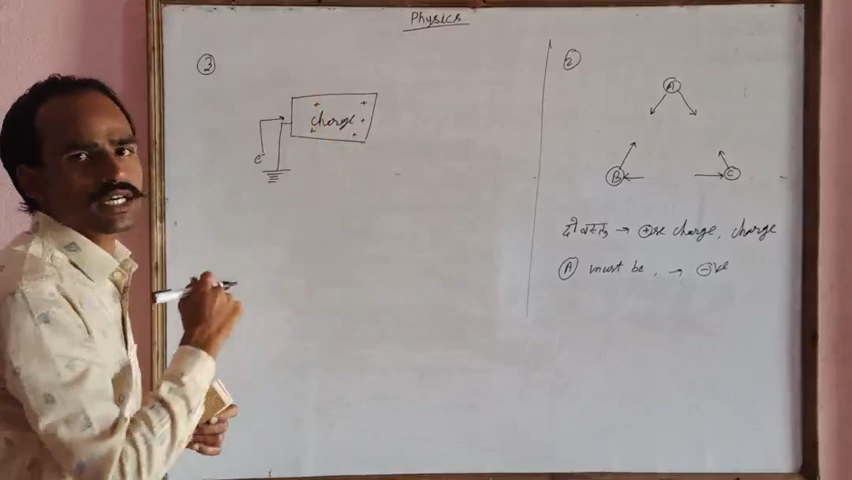 Physics
3
+ +
charge +
+ +
e⁻
2
A
B C
दो वस्तु → ⊕ve charge, charge
Ⓐ must be, → ⊖ve